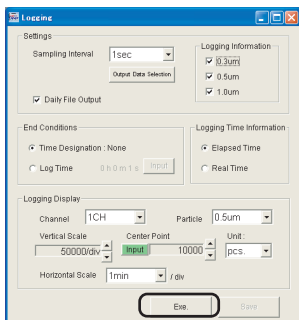 Logging
Settings
Sampling Interval 1sec
Output Data Selection
Daily File Output
Logging Information
0.3um
0.5um
1.0um
End Conditions
Time Designation : None
Log Time 0 h 0 m 1 s Input
Logging Time Information
Elapsed Time
Real Time
Logging Display
Channel 1CH Particle 0.5um
Vertical Scale Center Point Unit :
50000/div Input 10000 pcs.
Horizontal Scale 1min / div
Exe. Save